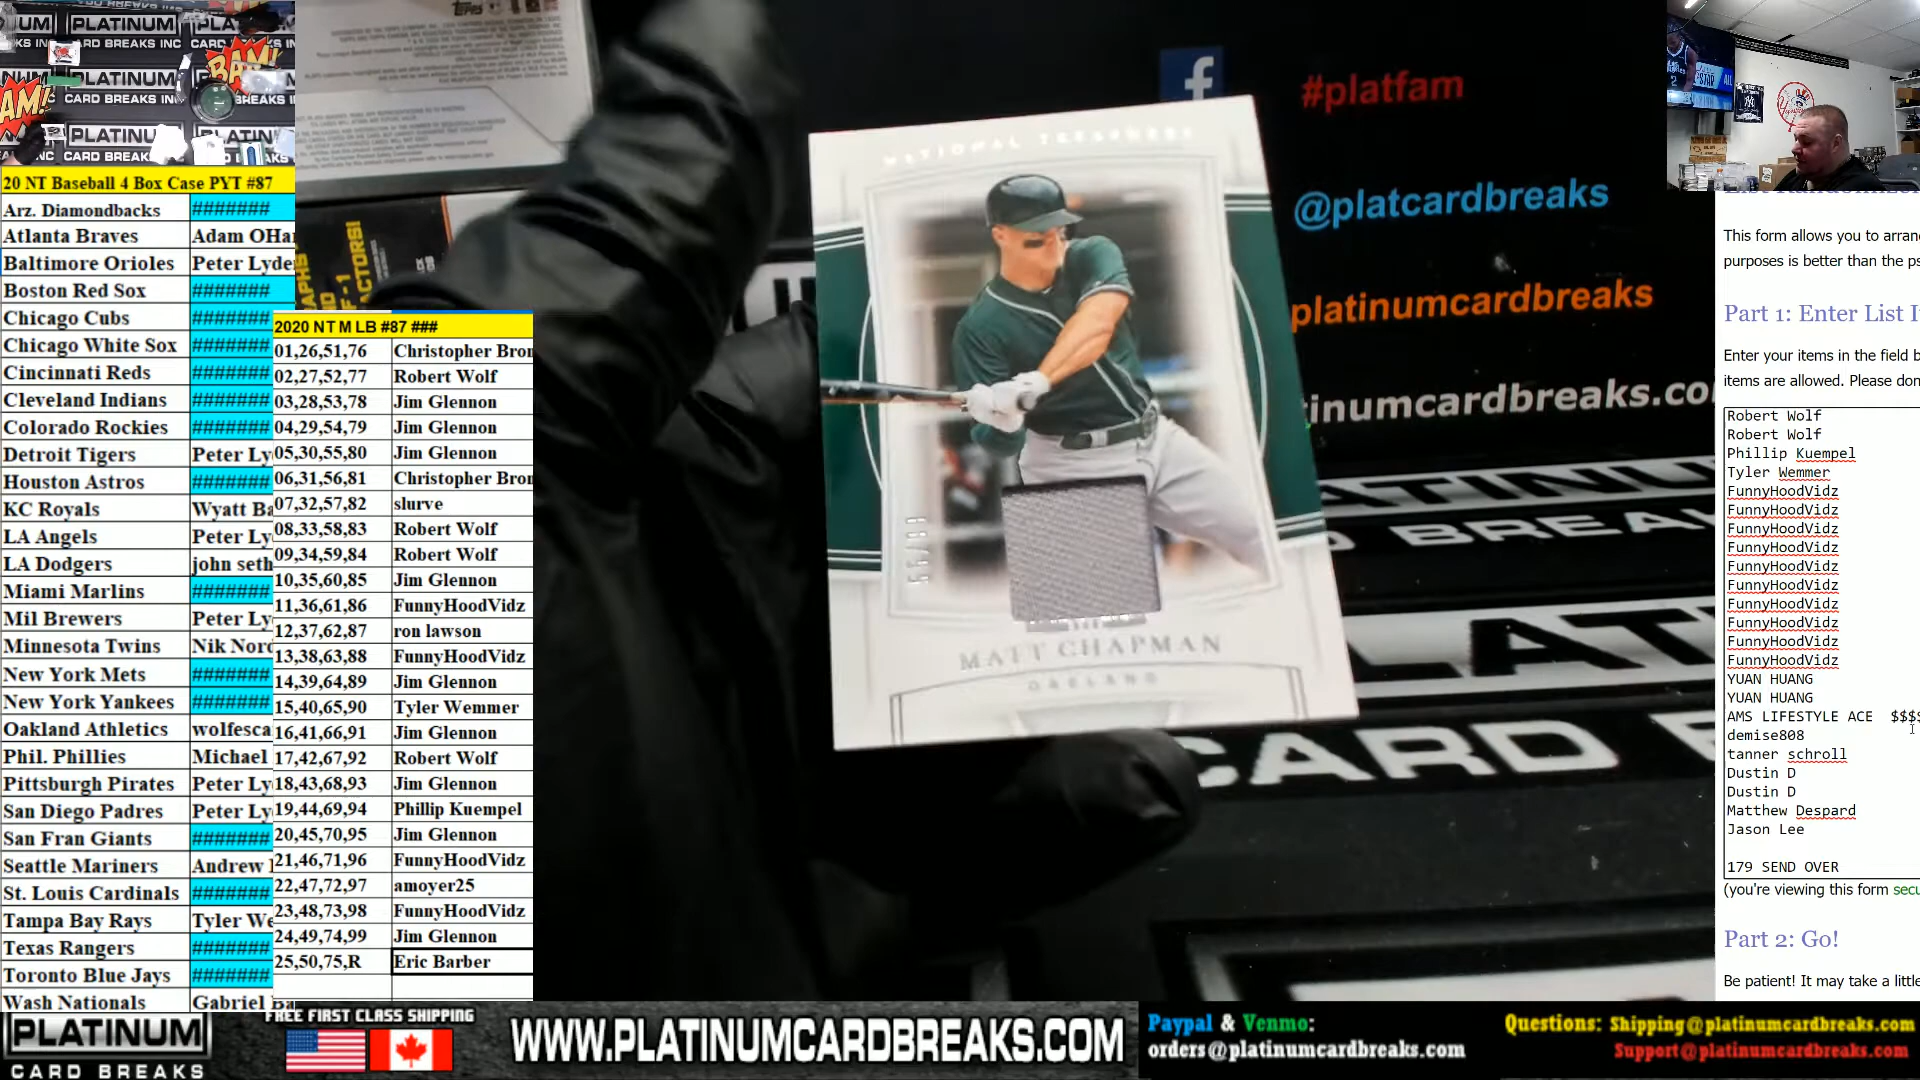 PLATINUM
CARD BREAKS INC
BAM!
20 NT Baseball 4 Box Case PYT #87
Arz. Diamondbacks #######
Atlanta Braves Adam OHa
Baltimore Orioles Peter Lyde
Boston Red Sox #######
Chicago Cubs #######
Chicago White Sox #######
Cincinnati Reds #######
Cleveland Indians #######
Colorado Rockies #######
Detroit Tigers Peter Ly
Houston Astros #######
KC Royals Wyatt Ba
LA Angels Peter Ly
LA Dodgers john seth
Miami Marlins #######
Mil Brewers Peter Ly
Minnesota Twins Nik Nord
New York Mets #######
New York Yankees #######
Oakland Athletics wolfesca
Phil. Phillies Michael
Pittsburgh Pirates Peter Ly
San Diego Padres Peter Ly
San Fran Giants #######
Seattle Mariners Andrew
St. Louis Cardinals #######
Tampa Bay Rays Tyler We
Texas Rangers #######
Toronto Blue Jays #######
Wash Nationals Gabriel Ba
2020 NT MLB #87 ###
01,26,51,76 Christopher Bron
02,27,52,77 Robert Wolf
03,28,53,78 Jim Glennon
04,29,54,79 Jim Glennon
05,30,55,80 Jim Glennon
06,31,56,81 Christopher Bron
07,32,57,82 slurve
08,33,58,83 Robert Wolf
09,34,59,84 Robert Wolf
10,35,60,85 Jim Glennon
11,36,61,86 FunnyHoodVidz
12,37,62,87 ron lawson
13,38,63,88 FunnyHoodVidz
14,39,64,89 Jim Glennon
15,40,65,90 Tyler Wemmer
16,41,66,91 Jim Glennon
17,42,67,92 Robert Wolf
18,43,68,93 Jim Glennon
19,44,69,94 Phillip Kuempel
20,45,70,95 Jim Glennon
21,46,71,96 FunnyHoodVidz
22,47,72,97 amoyer25
23,48,73,98 FunnyHoodVidz
24,49,74,99 Jim Glennon
25,50,75,R Eric Barber
NATIONAL TREASURES
MATT CHAPMAN
OAKLAND
#platfam
@platcardbreaks
platinumcardbreaks
inumcardbreaks.co
This form allows you to arran
purposes is better than the ps
Part 1: Enter List I
Enter your items in the field b
items are allowed. Please don
Robert Wolf
Robert Wolf
Phillip Kuempel
Tyler Wemmer
FunnyHoodVidz
FunnyHoodVidz
FunnyHoodVidz
FunnyHoodVidz
FunnyHoodVidz
FunnyHoodVidz
FunnyHoodVidz
FunnyHoodVidz
FunnyHoodVidz
FunnyHoodVidz
YUAN HUANG
YUAN HUANG
AMS LIFESTYLE ACE $$$$
demise808
tanner schroll
Dustin D
Dustin D
Matthew Despard
Jason Lee
179 SEND OVER
(you're viewing this form secu
Part 2: Go!
Be patient! It may take a little
PLATINUM
CARD BREAKS
FREE FIRST CLASS SHIPPING
WWW.PLATINUMCARDBREAKS.COM
Paypal & Venmo:
orders@platinumcardbreaks.com
Questions: Shipping@platinumcardbreaks.com
Support@platinumcardbreaks.com